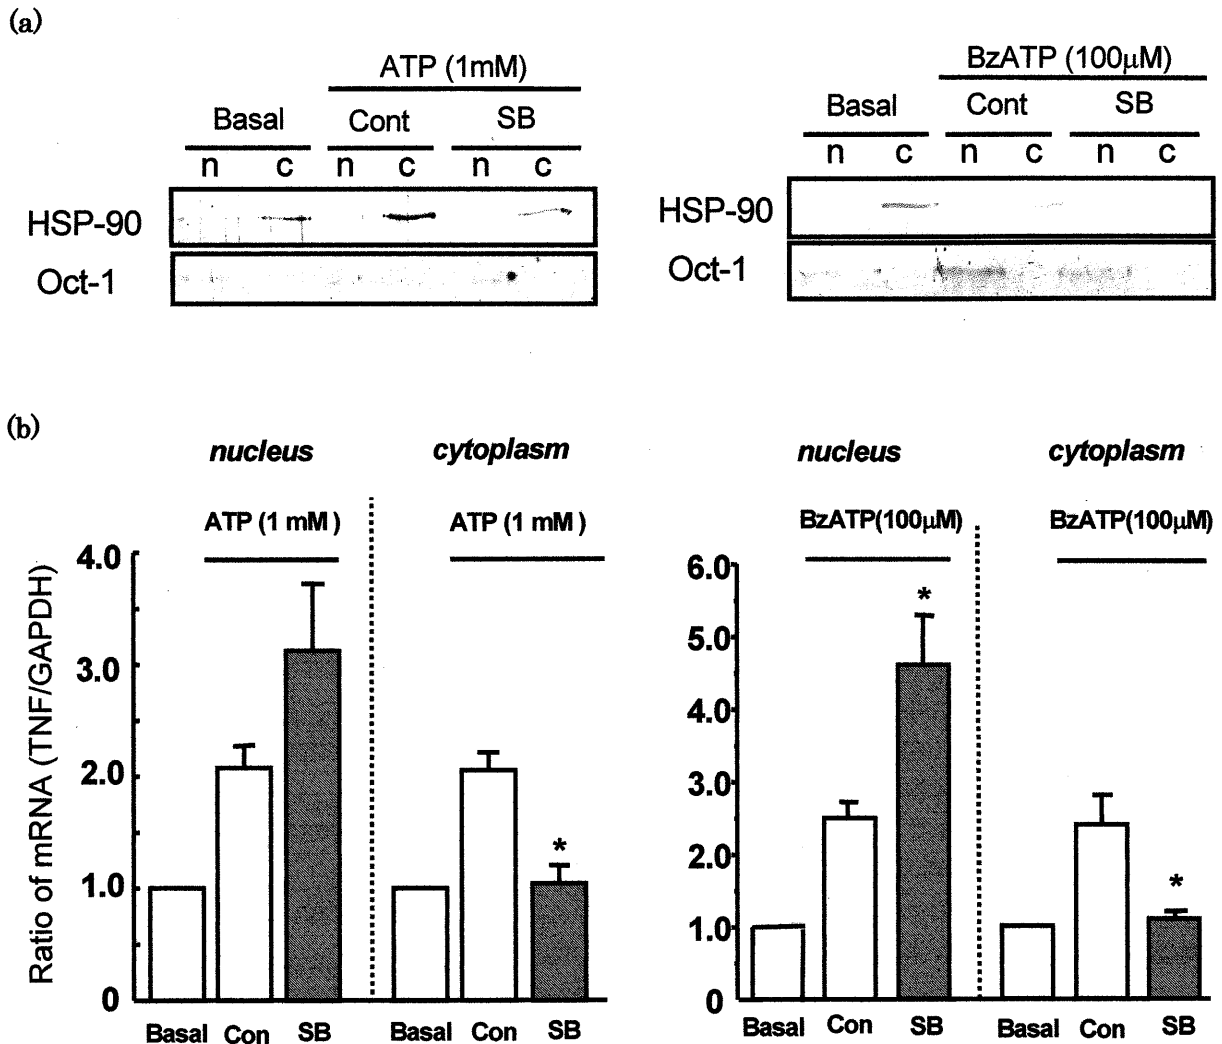 (a)
ATP (1mM)
Basal Cont SB
n c n c n c
HSP-90
Oct-1
BzATP (100μM)
Basal Cont SB
n c n c n c
HSP-90
Oct-1
(b)
nucleus cytoplasm
ATP (1 mM) ATP (1 mM)
Ratio of mRNA (TNF/GAPDH)
4.0
3.0
2.0
1.0
0
*
Basal Con SB Basal Con SB
nucleus cytoplasm
BzATP(100μM) BzATP(100μM)
6.0
5.0
4.0
3.0
2.0
1.0
0
*
*
Basal Con SB Basal Con SB